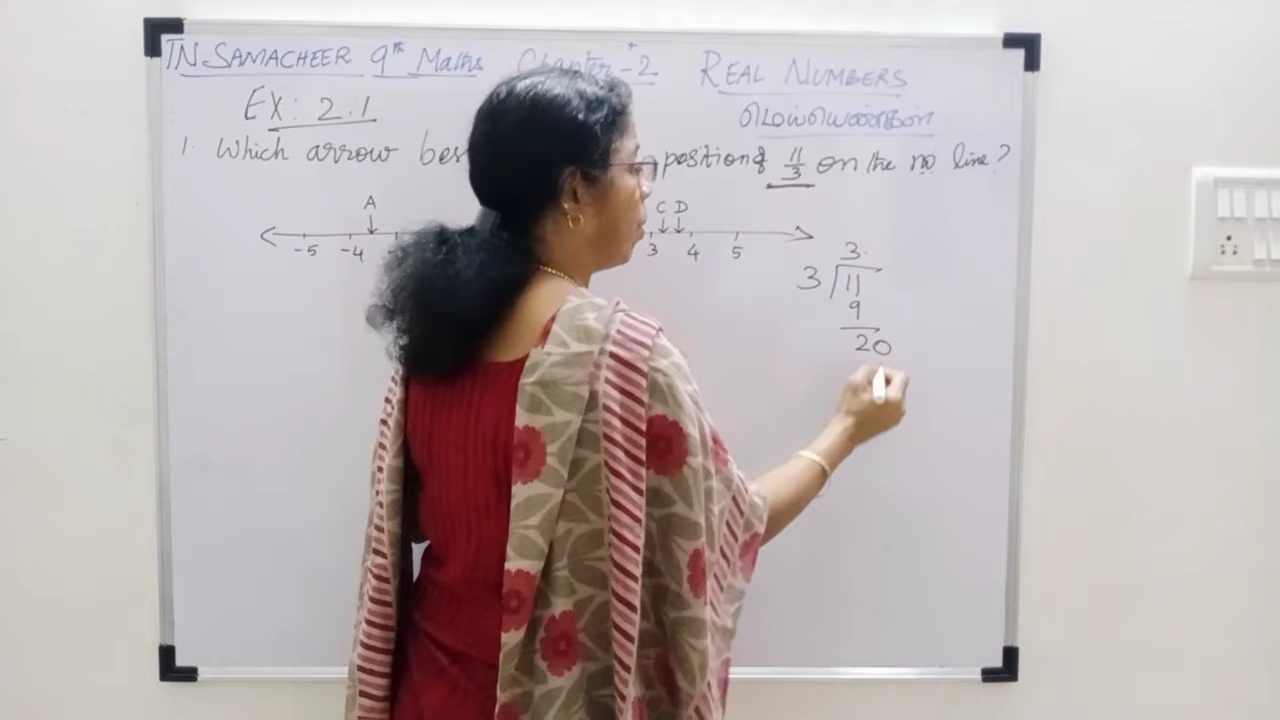 TN.SAMACHEER 9th Maths Chapter-2 REAL NUMBERS
EX: 2.1 மெய்யெண்கள்
1. Which arrow bes position of 11/3 on the no line?
A C D
-5 -4 3 4 5
3.
3 11
9
20